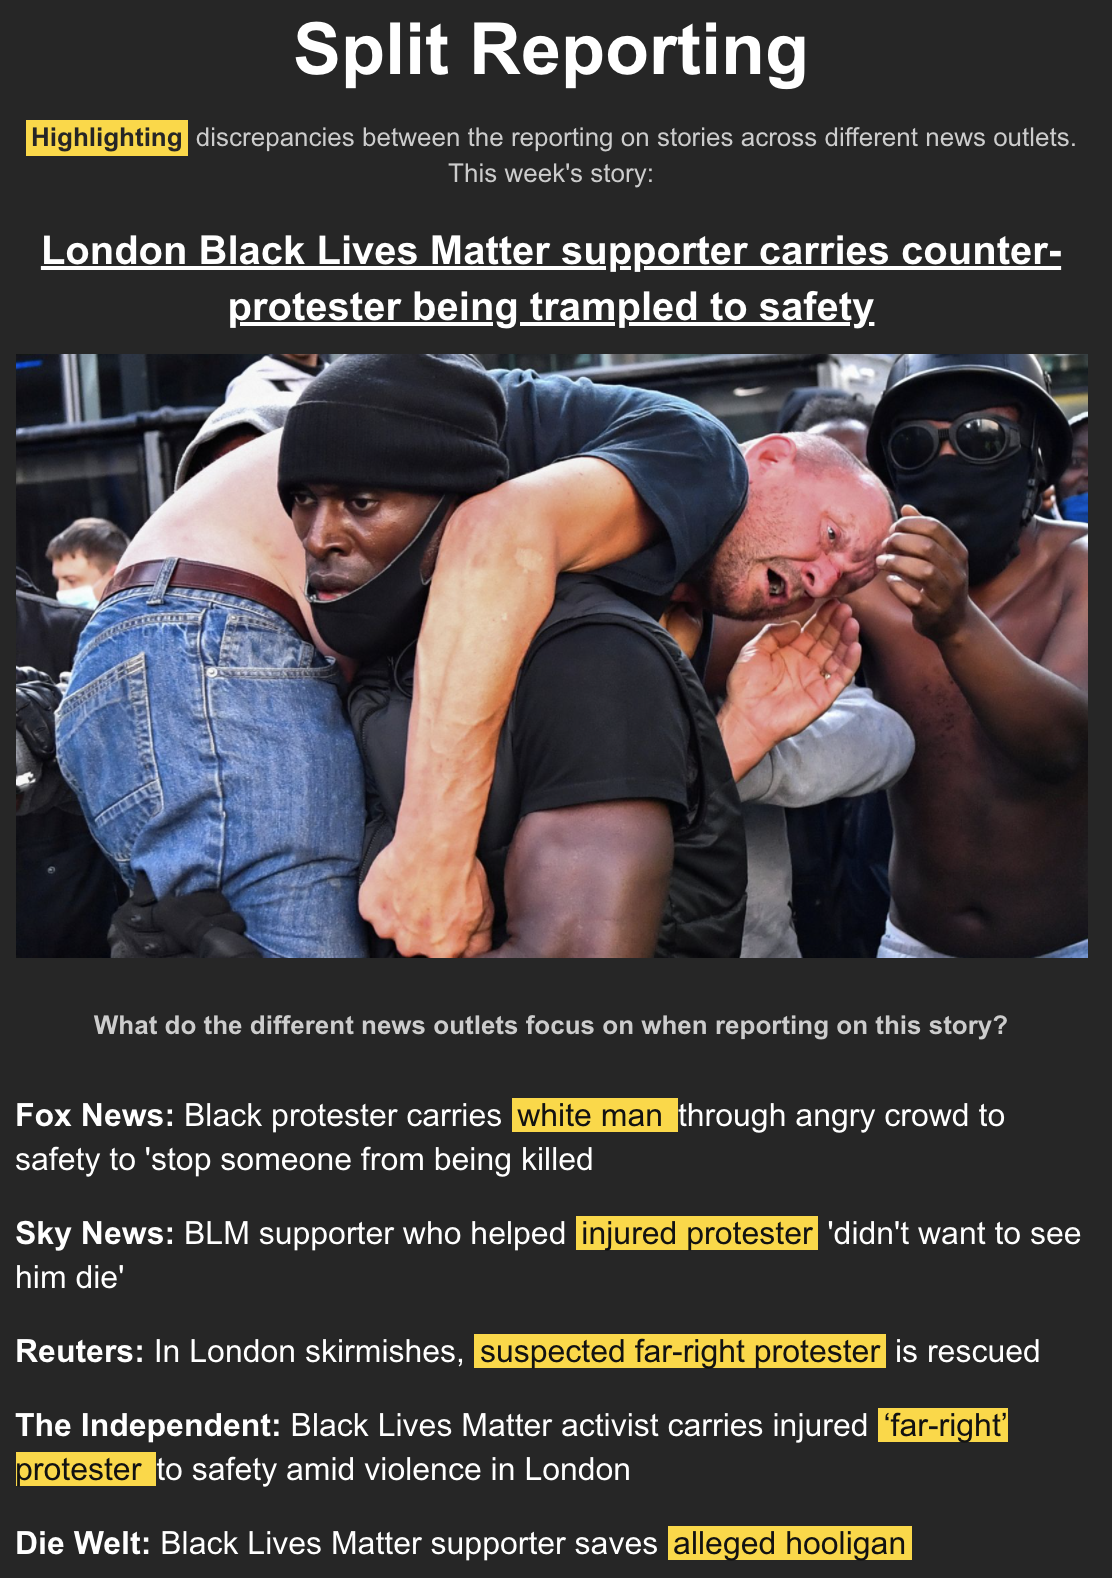 Split Reporting
Highlighting discrepancies between the reporting on stories across different news outlets.
This week's story:
London Black Lives Matter supporter carries counter-
protester being trampled to safety
What do the different news outlets focus on when reporting on this story?
Fox News: Black protester carries white man through angry crowd to
safety to 'stop someone from being killed
Sky News: BLM supporter who helped injured protester 'didn't want to see
him die'
Reuters: In London skirmishes, suspected far-right protester is rescued
The Independent: Black Lives Matter activist carries injured ‘far-right’
protester to safety amid violence in London
Die Welt: Black Lives Matter supporter saves alleged hooligan